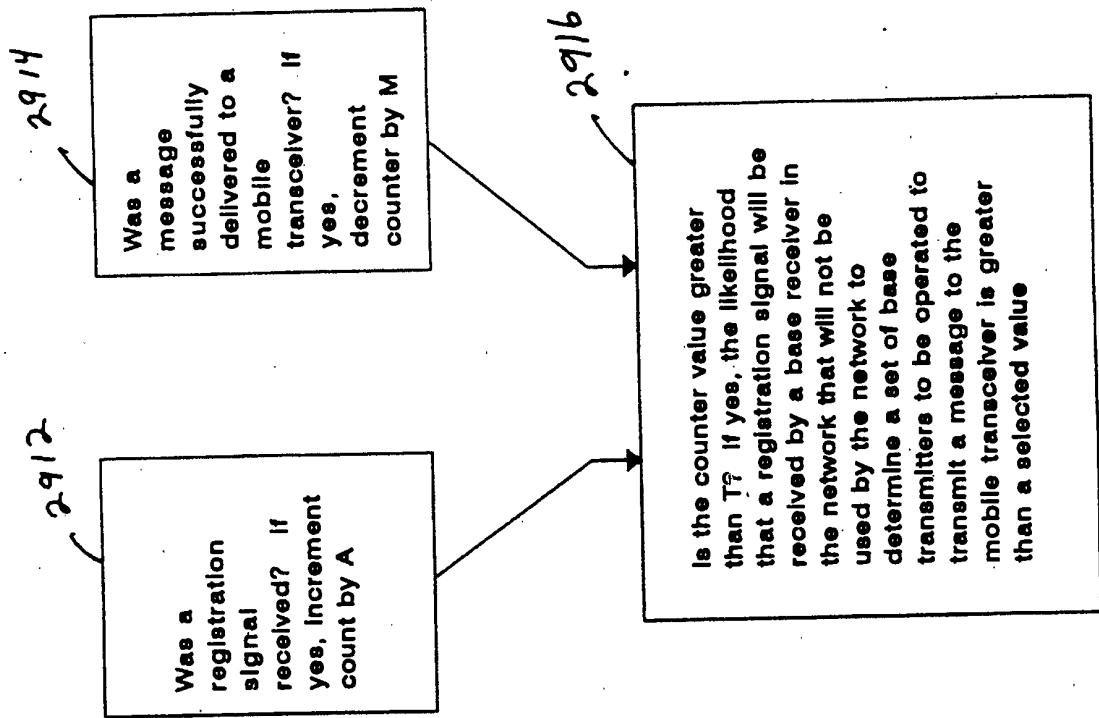 2912
Was a
registration
signal
received? If
yes, increment
count by A
2914
Was a
message
successfully
delivered to a
mobile
transceiver? If
yes,
decrement
counter by M
2916
Is the counter value greater
than T? If yes, the likelihood
that a registration signal will be
received by a base receiver in
the network that will not be
used by the network to
determine a set of base
transmitters to be operated to
transmit a message to the
mobile transceiver is greater
than a selected value